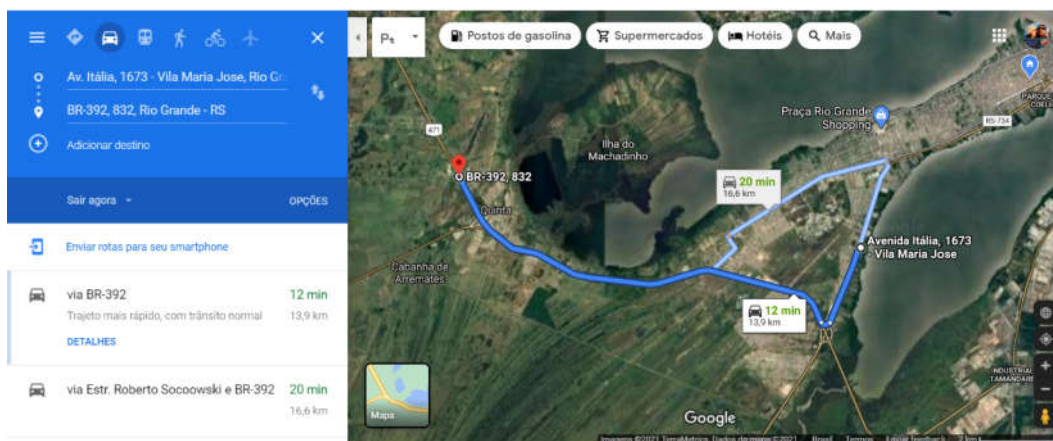 Av. Itália, 1673 - Vila Maria Jose, Rio Gr
BR-392, 832, Rio Grande - RS
Adicionar destino
Sair agora
OPÇÕES
Enviar rotas para seu smartphone
via BR-392
12 min
Trajeto mais rápido, com trânsito normal
13,9 km
DETALHES
via Estr. Roberto Socoowski e BR-392
20 min
16,6 km
Postos de gasolina
Supermercados
Hotéis
Mais
Praça Rio Grande
Shopping
RS-734
471
Ilha do
Machadinho
BR-392, 832
20 min
16,6 km
Quinta
Avenida Itália, 1673
Vila Maria Jose
Cabanha de
Arremates
12 min
13,9 km
INDUSTRIAL
TAMANDARÉ
Mapa
Google